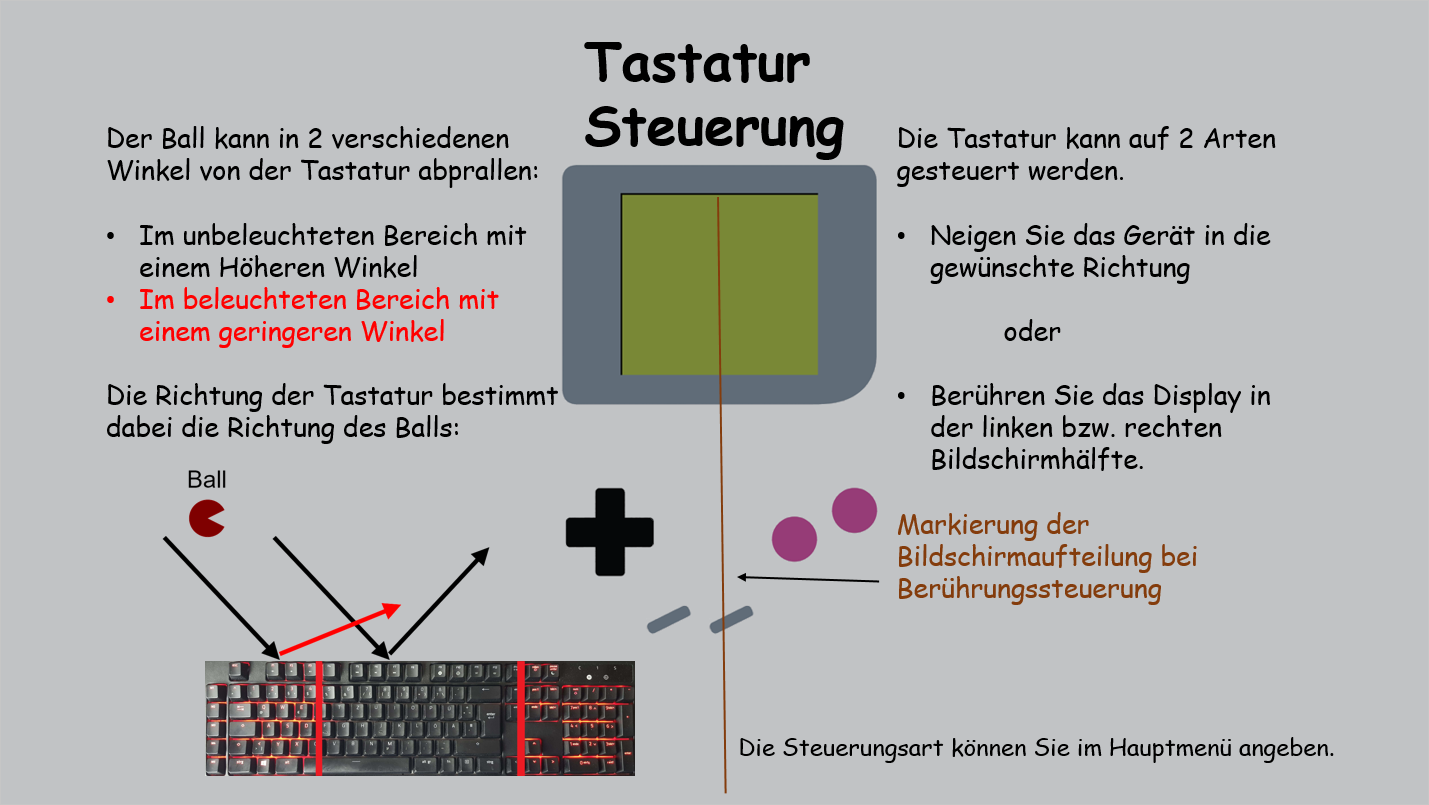 Tastatur
Steuerung
Der Ball kann in 2 verschiedenen
Winkel von der Tastatur abprallen:
• Im unbeleuchteten Bereich mit
einem Höheren Winkel
• Im beleuchteten Bereich mit
einem geringeren Winkel
Die Richtung der Tastatur bestimmt
dabei die Richtung des Balls:
Ball
Die Tastatur kann auf 2 Arten
gesteuert werden.
• Neigen Sie das Gerät in die
gewünschte Richtung
oder
• Berühren Sie das Display in
der linken bzw. rechten
Bildschirmhälfte.
Markierung der
Bildschirmaufteilung bei
Berührungssteuerung
Die Steuerungsart können Sie im Hauptmenü angeben.